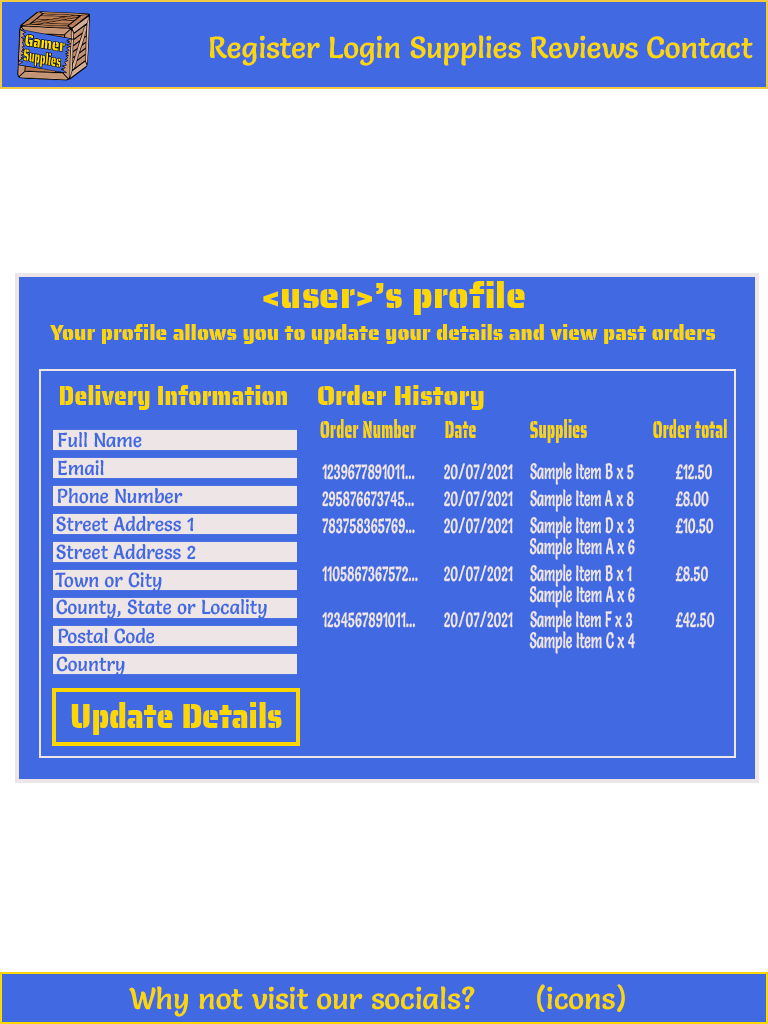 Gamer
Supplies
Register Login Supplies Reviews Contact
<user>'s profile
Your profile allows you to update your details and view past orders
Delivery Information
Full Name
Email
Phone Number
Street Address 1
Street Address 2
Town or City
County, State or Locality
Postal Code
Country
Update Details
Order History
Order Number Date Supplies Order total
1239677891011... 20/07/2021 Sample Item B x 5 £12.50
295876673745... 20/07/2021 Sample Item A x 8 £8.00
783758365769... 20/07/2021 Sample Item D x 3 £10.50
Sample Item A x 6
1105867367572... 20/07/2021 Sample Item B x 1 £8.50
Sample Item A x 6
1234567891011... 20/07/2021 Sample Item F x 3 £42.50
Sample Item C x 4
Why not visit our socials? (icons)